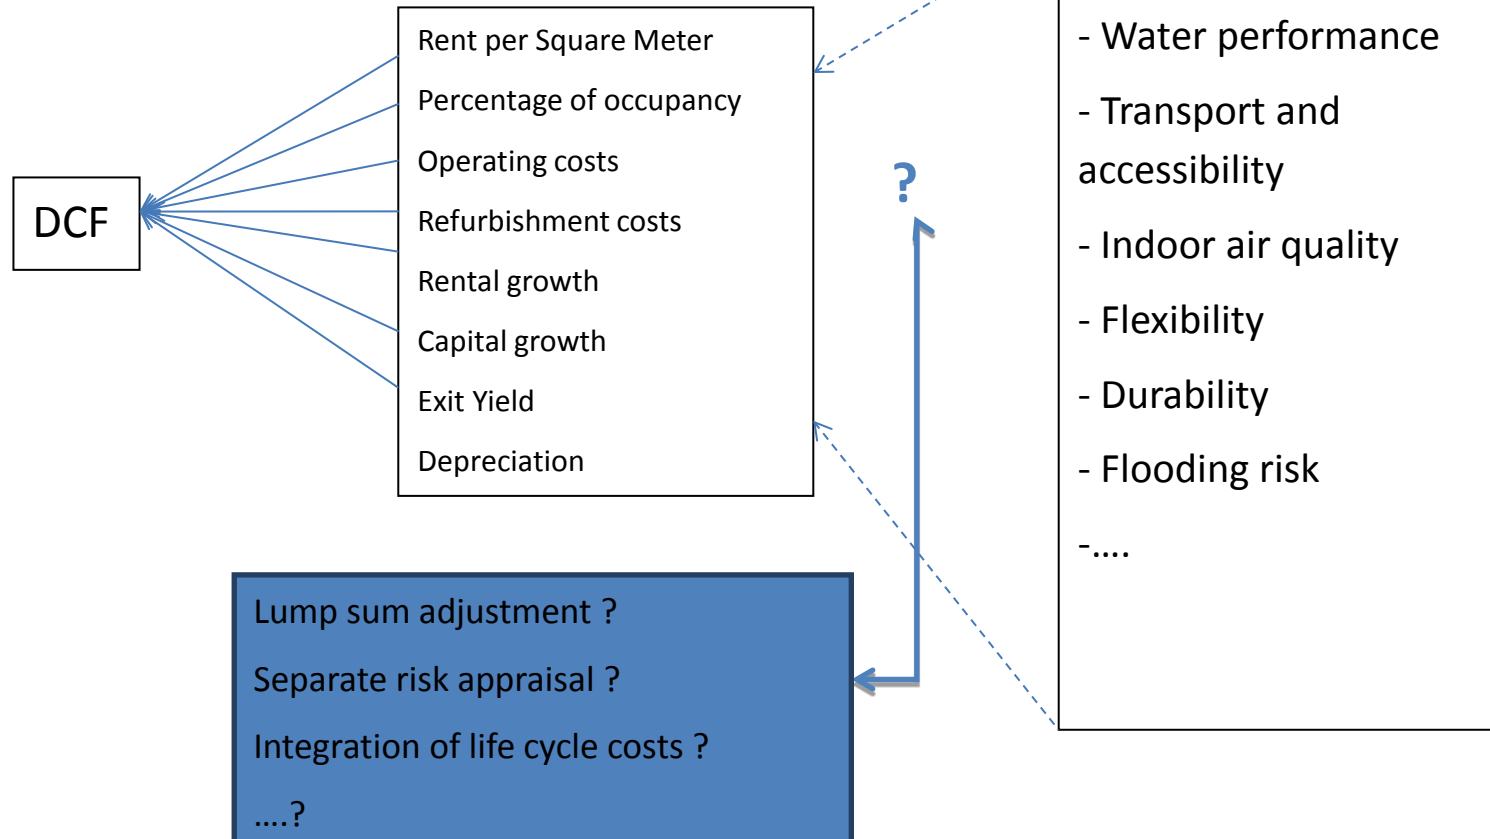 DCF
Rent per Square Meter
Percentage of occupancy
Operating costs
Refurbishment costs
Rental growth
Capital growth
Exit Yield
Depreciation
?
- Water performance
- Transport and
accessibility
- Indoor air quality
- Flexibility
- Durability
- Flooding risk
-....
Lump sum adjustment ?
Separate risk appraisal ?
Integration of life cycle costs ?
....?